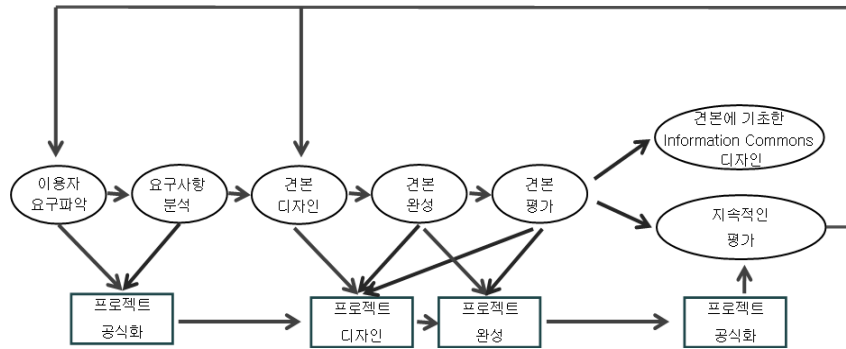 견본에 기초한
Information Commons
디자인
이용자
요구파악
요구사항
분석
견본
디자인
견본
완성
견본
평가
지속적인
평가
프로젝트
공식화
프로젝트
디자인
프로젝트
완성
프로젝트
공식화